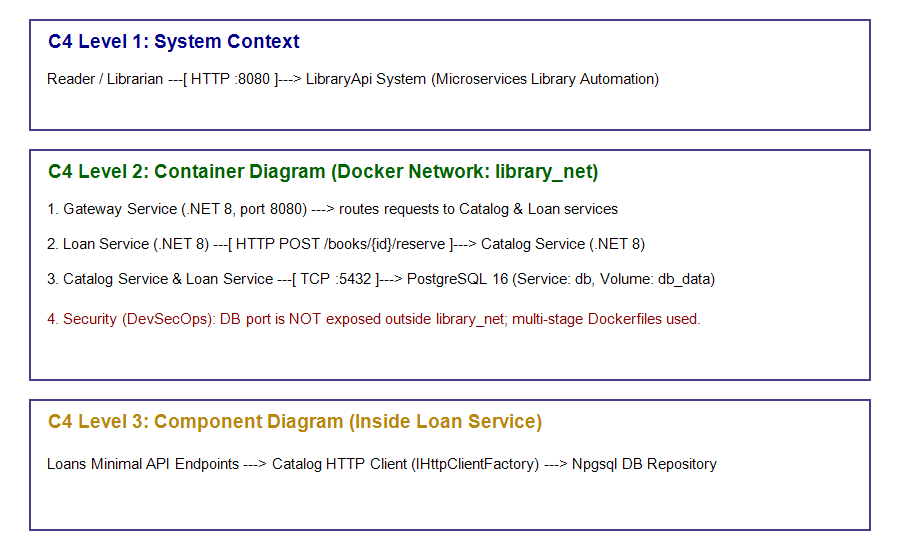 C4 Level 1: System Context
Reader / Librarian ---[ HTTP :8080 ]---> LibraryApi System (Microservices Library Automation)
C4 Level 2: Container Diagram (Docker Network: library_net)
1. Gateway Service (.NET 8, port 8080) ---> routes requests to Catalog & Loan services
2. Loan Service (.NET 8) ---[ HTTP POST /books/{id}/reserve ]---> Catalog Service (.NET 8)
3. Catalog Service & Loan Service ---[ TCP :5432 ]---> PostgreSQL 16 (Service: db, Volume: db_data)
4. Security (DevSecOps): DB port is NOT exposed outside library_net; multi-stage Dockerfiles used.
C4 Level 3: Component Diagram (Inside Loan Service)
Loans Minimal API Endpoints ---> Catalog HTTP Client (IHttpClientFactory) ---> Npgsql DB Repository